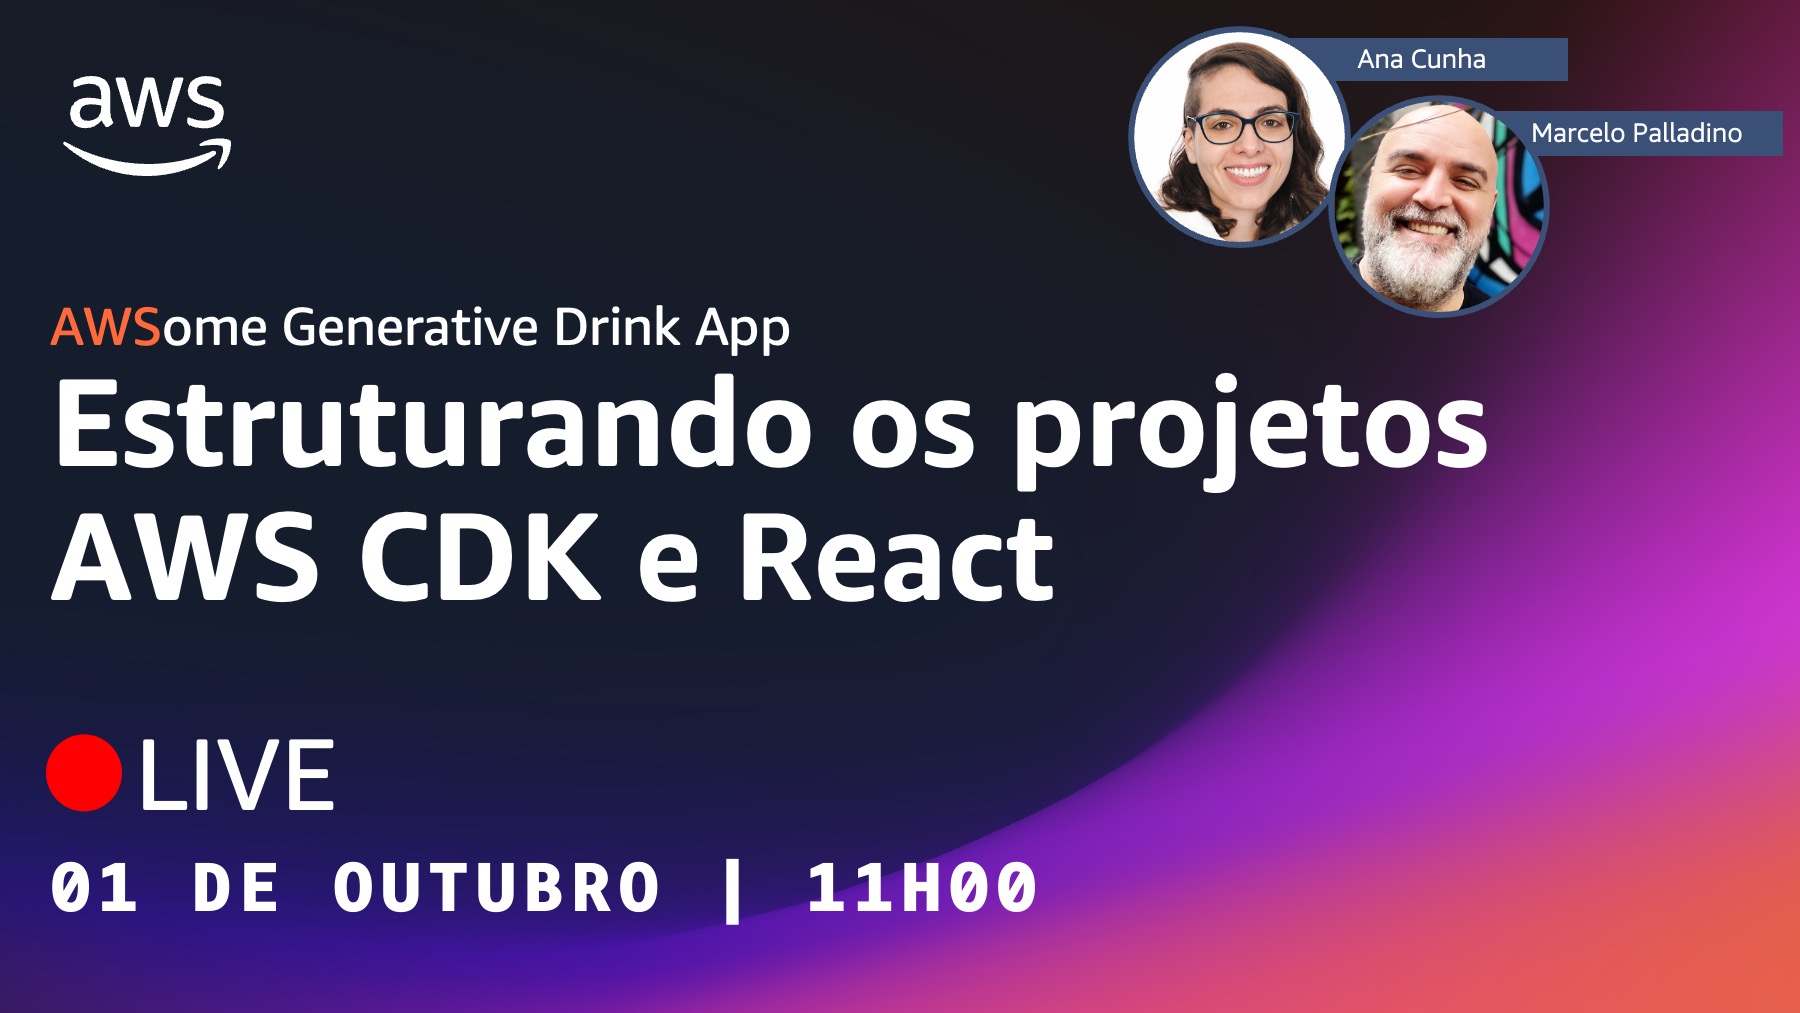 aws
Ana Cunha
Marcelo Palladino
AWSome Generative Drink App
Estruturando os projetos
AWS CDK e React
LIVE
01 DE OUTUBRO | 11H00